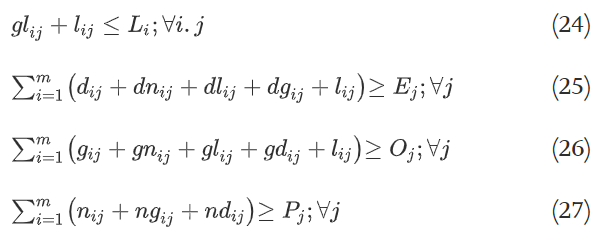 gl_{ij} + l_{ij} ≤ L_i; ∀i.j (24)
∑_{i=1}^{m} (d_{ij} + dn_{ij} + dl_{ij} + dg_{ij} + l_{ij}) ≥ E_j; ∀j (25)
∑_{i=1}^{m} (g_{ij} + gn_{ij} + gl_{ij} + gd_{ij} + l_{ij}) ≥ O_j; ∀j (26)
∑_{i=1}^{m} (n_{ij} + ng_{ij} + nd_{ij}) ≥ P_j; ∀j (27)